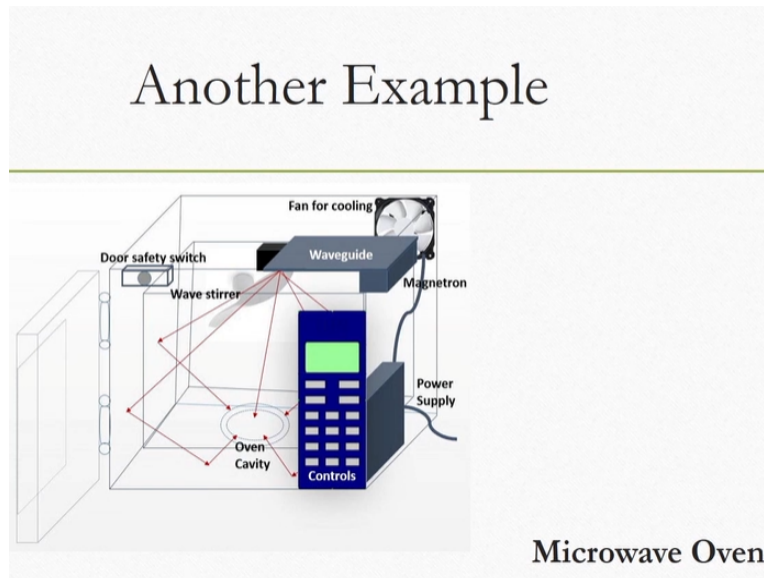 Another Example
Fan for cooling
Waveguide
Door safety switch
Magnetron
Wave stirrer
Power
Supply
Oven
Cavity
Controls
Microwave Oven